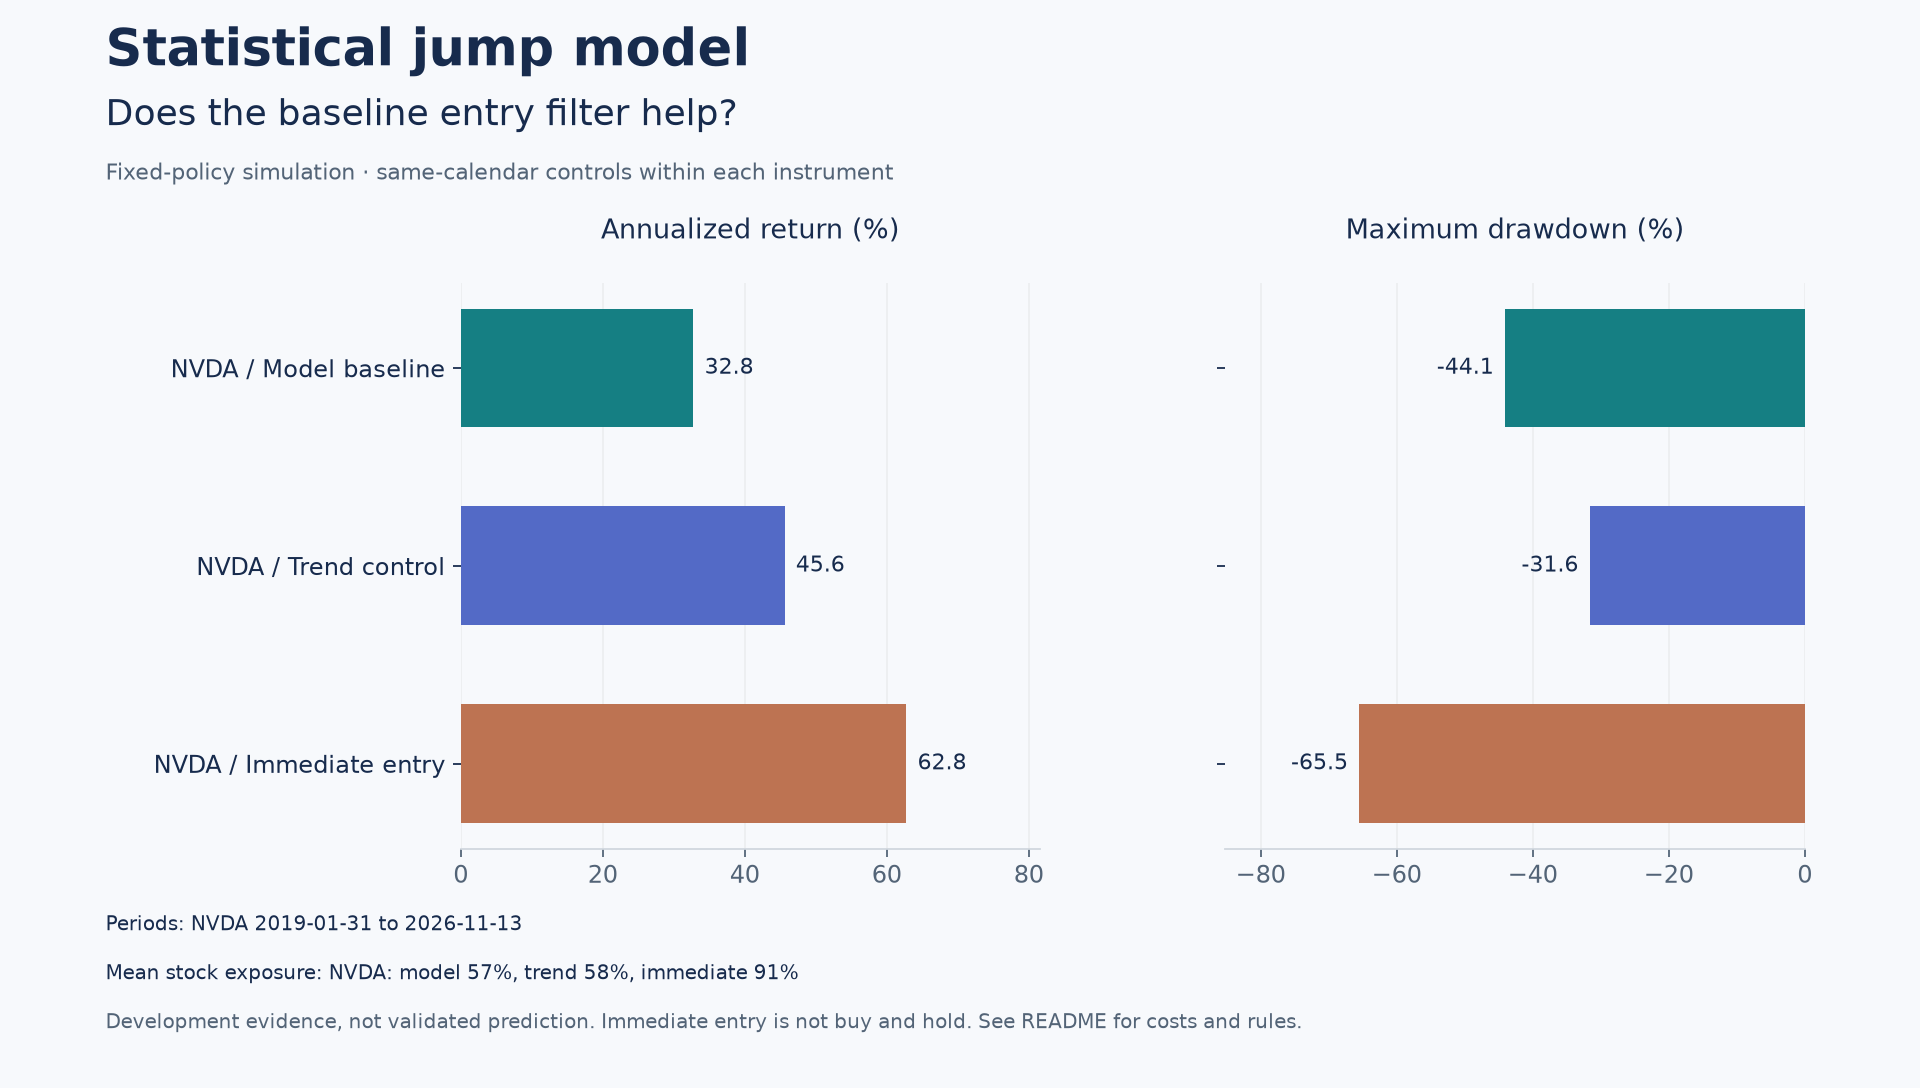 Statistical jump model
Does the baseline entry filter help?
Fixed-policy simulation · same-calendar controls within each instrument
Annualized return (%)
Maximum drawdown (%)
NVDA / Model baseline
32.8
-44.1
NVDA / Trend control
45.6
-31.6
NVDA / Immediate entry
62.8
-65.5
0 20 40 60 80
−80 −60 −40 −20 0
Periods: NVDA 2019-01-31 to 2026-11-13
Mean stock exposure: NVDA: model 57%, trend 58%, immediate 91%
Development evidence, not validated prediction. Immediate entry is not buy and hold. See README for costs and rules.